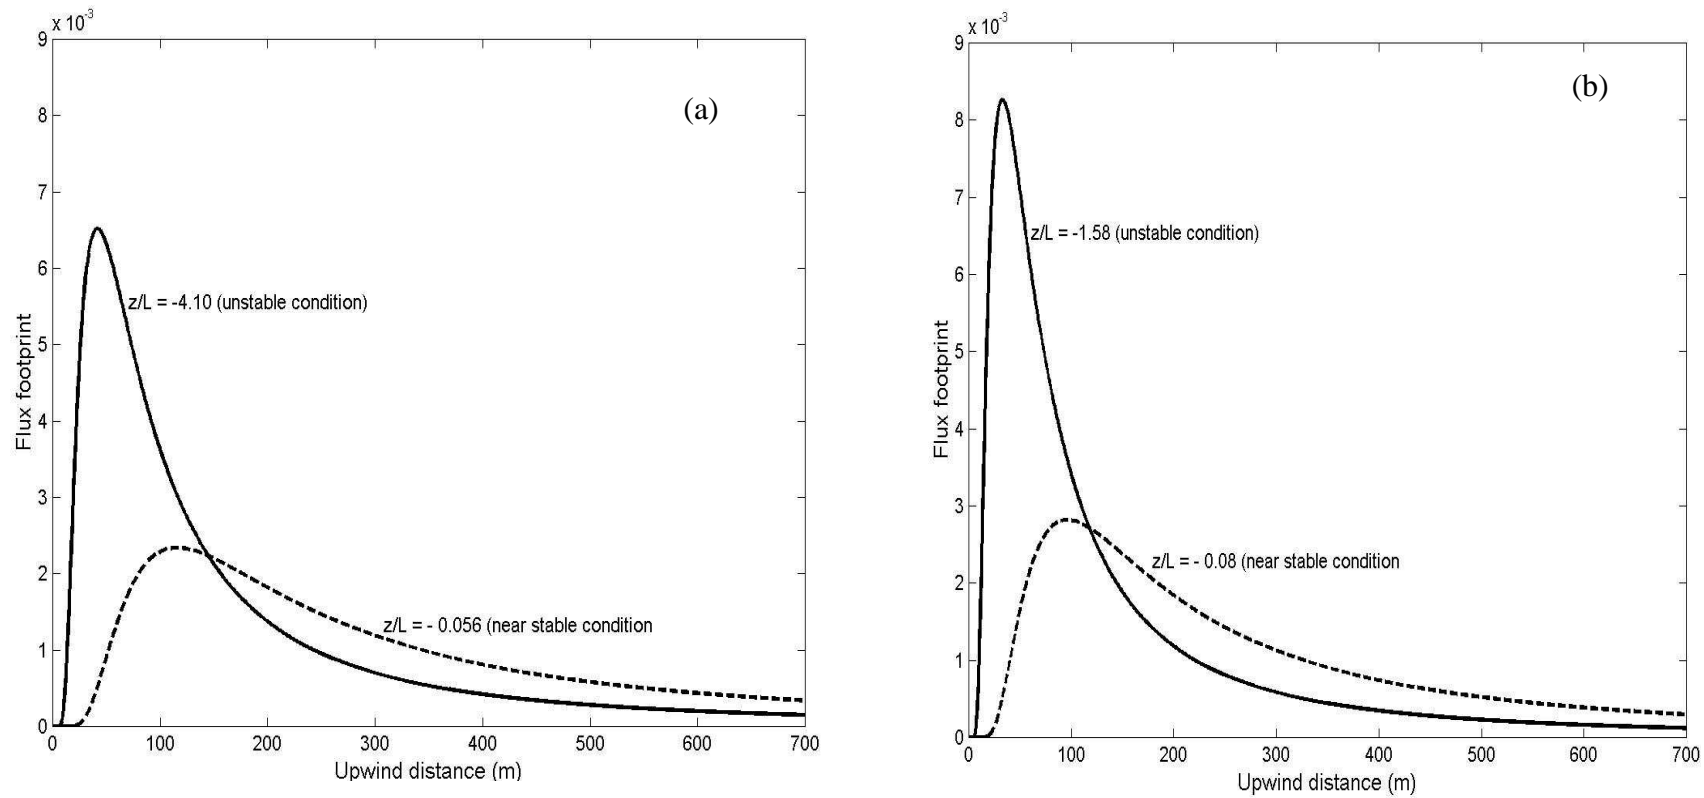 x 10-3
9
(a)
8
7
6
z/L = -4.10 (unstable condition)
5
Flux footprint
4
3
2
z/L = - 0.056 (near stable condition
1
0
0 100 200 300 400 500 600 700
Upwind distance (m)
x 10-3
9
(b)
8
7
z/L = -1.58 (unstable condition)
6
5
Flux footprint
4
3
z/L = - 0.08 (near stable condition
2
1
0
0 100 200 300 400 500 600 700
Upwind distance (m)